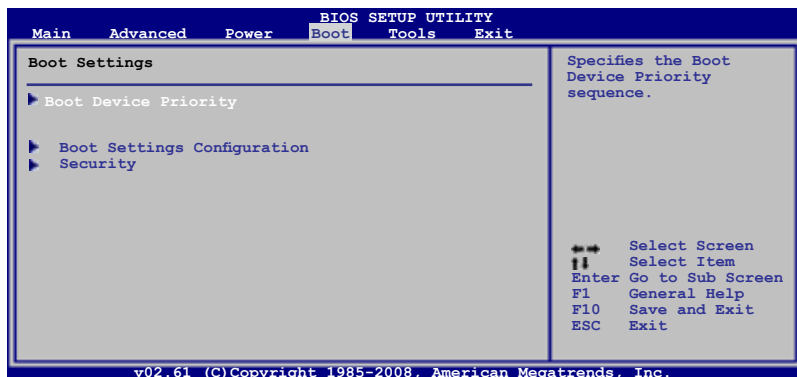 BIOS SETUP UTILITY
Main Advanced Power Boot Tools Exit
Boot Settings
Boot Device Priority
Boot Settings Configuration
Security
Specifies the Boot
Device Priority
sequence.
Select Screen
Select Item
Enter Go to Sub Screen
F1 General Help
F10 Save and Exit
ESC Exit
v02.61 (C)Copyright 1985-2008, American Megatrends, Inc.